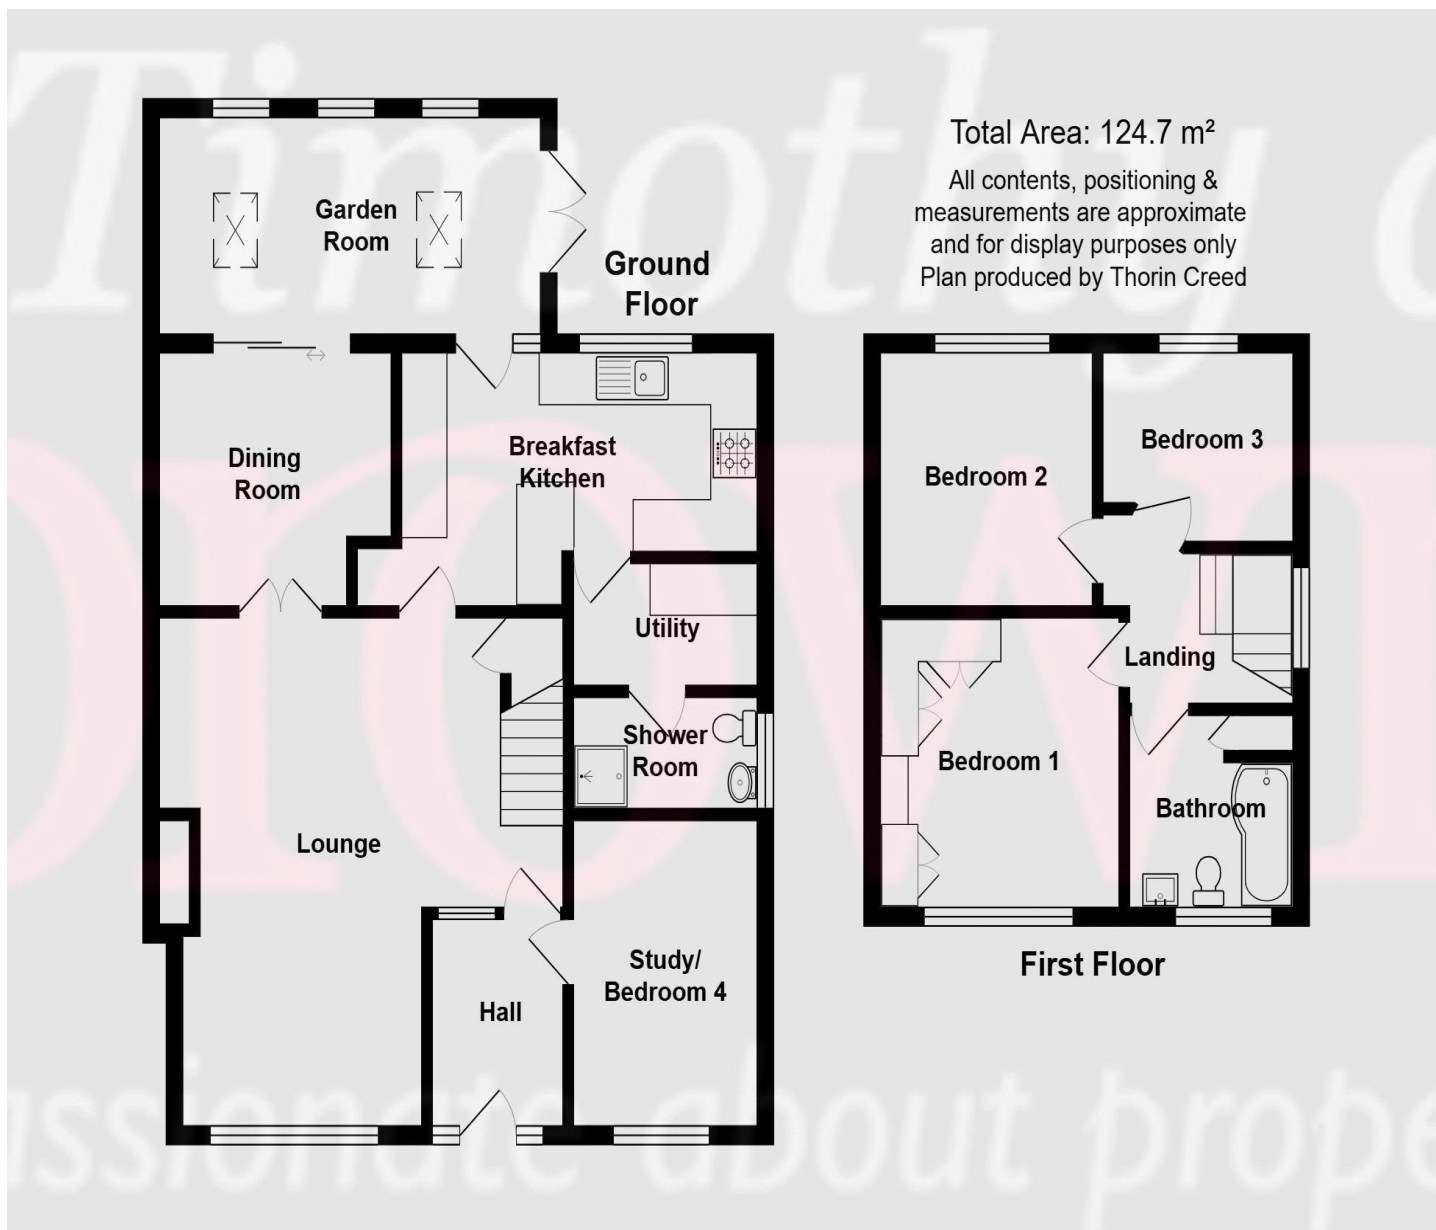 Timothy
Total Area: 124.7 m²
All contents, positioning &
measurements are approximate
and for display purposes only
Plan produced by Thorin Creed
Garden
Room
Ground
Floor
Dining
Room
Breakfast
Kitchen
Utility
Shower
Room
Lounge
Study/
Bedroom 4
Hall
Bedroom 2
Bedroom 3
Landing
Bedroom 1
Bathroom
First Floor
about